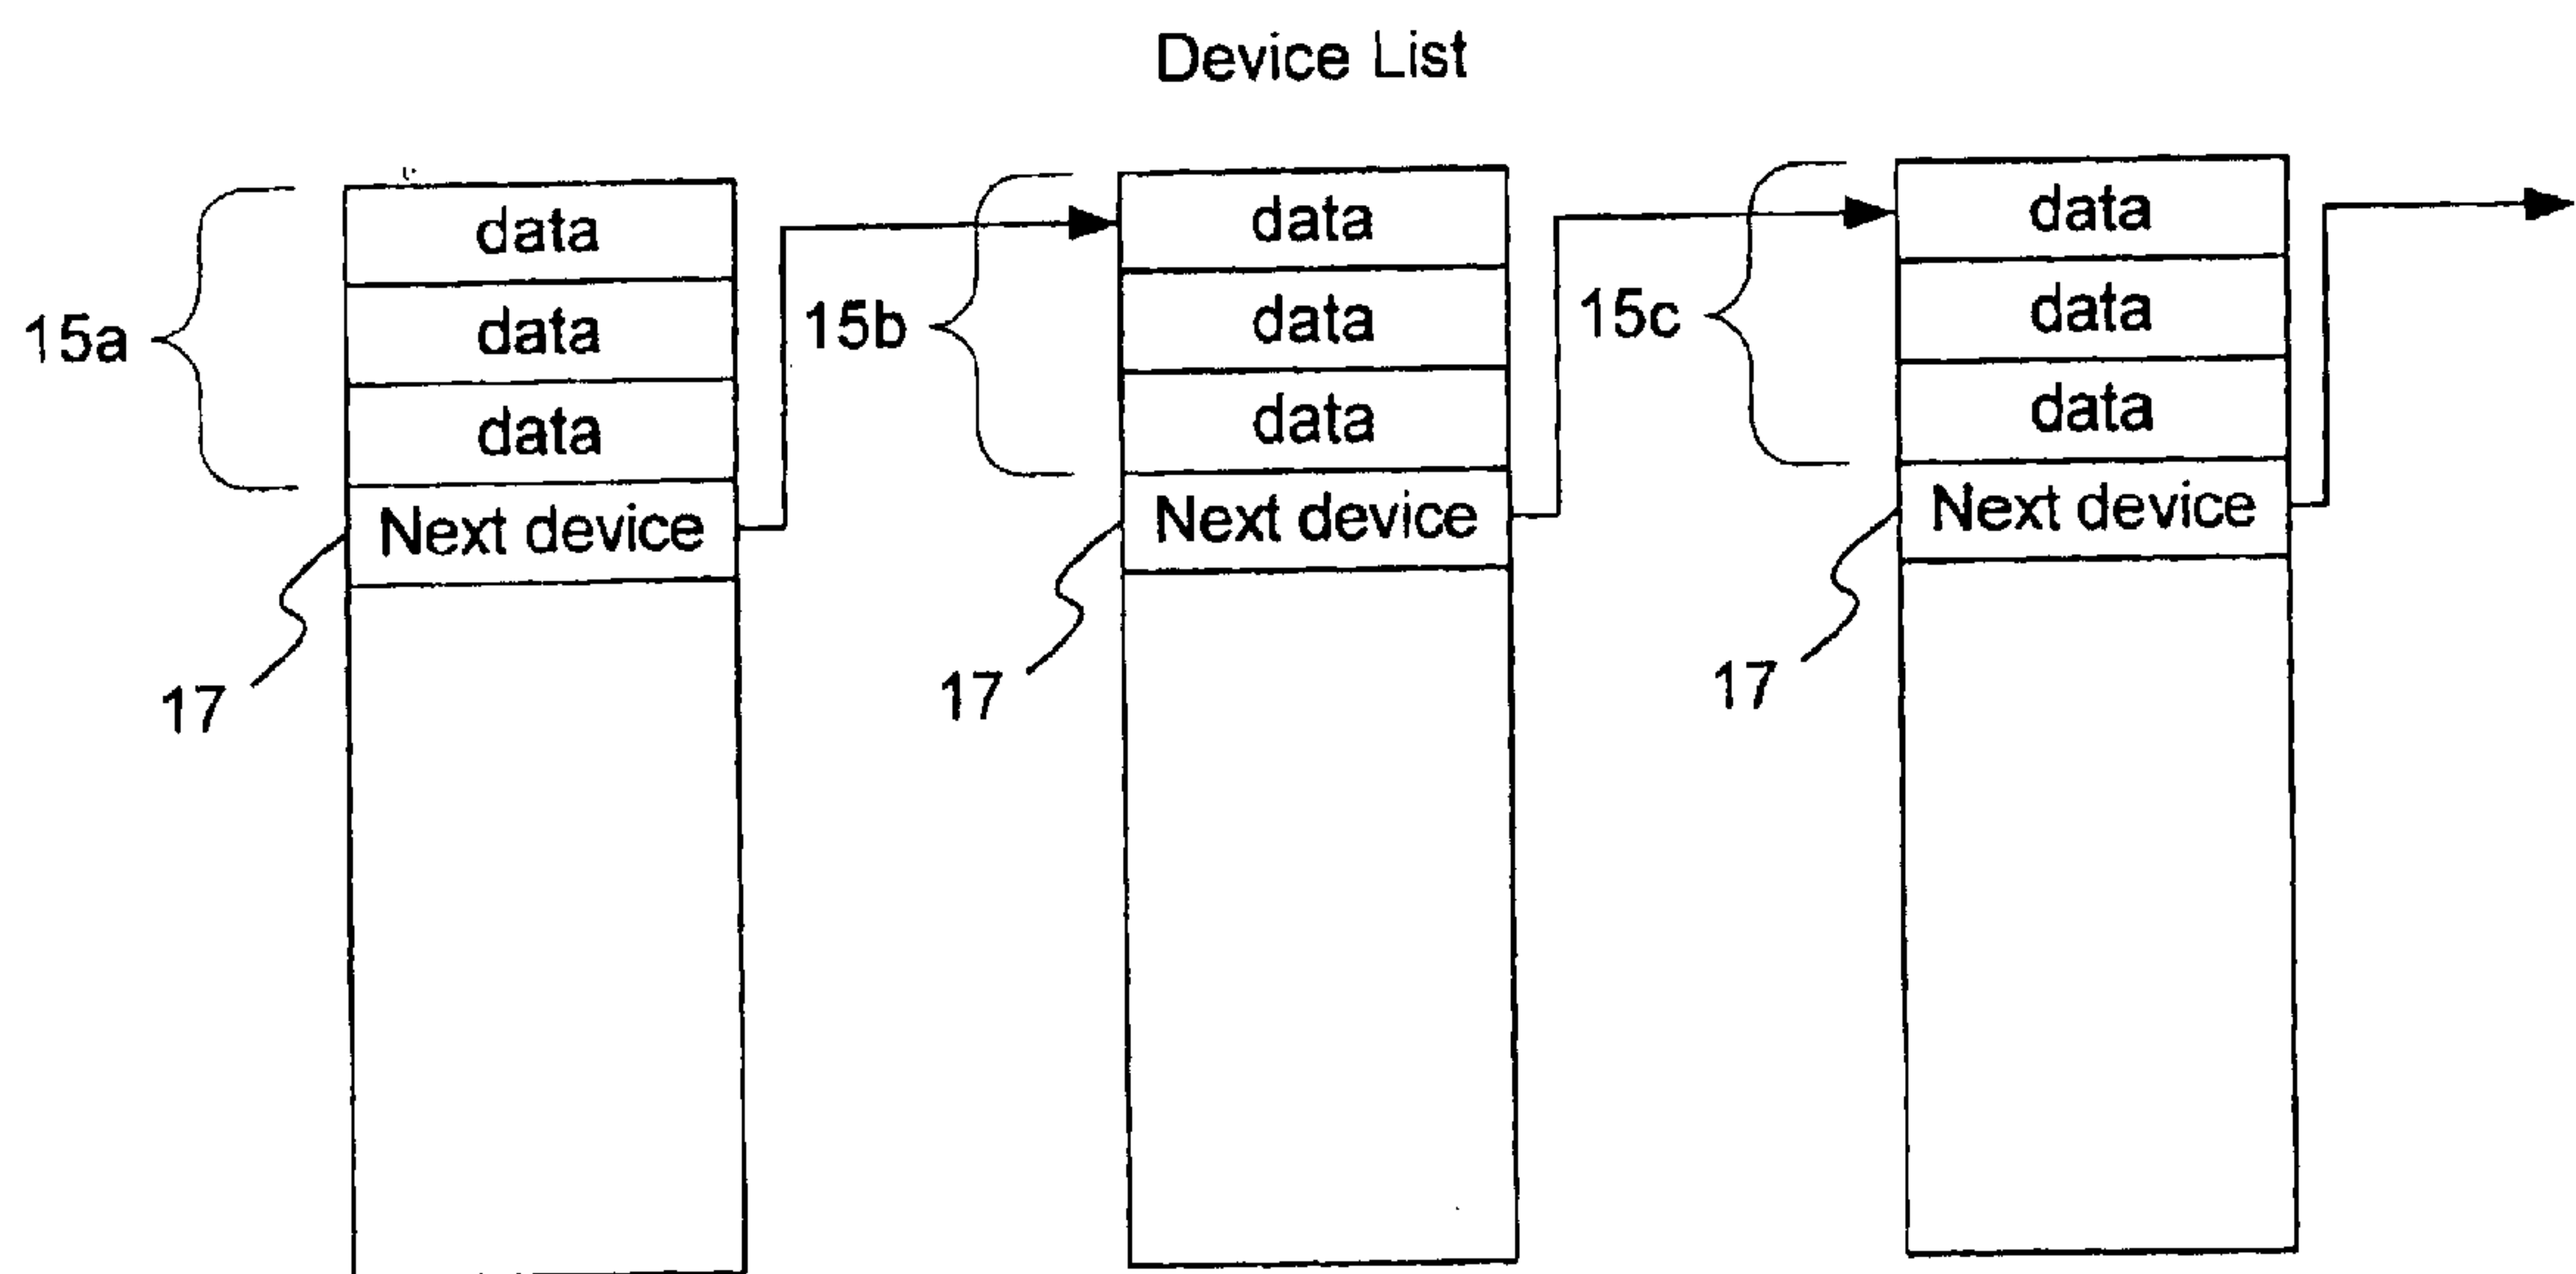 Device List
15a
data
data
data
Next device
17
15b
data
data
data
Next device
17
15c
data
data
data
Next device
17